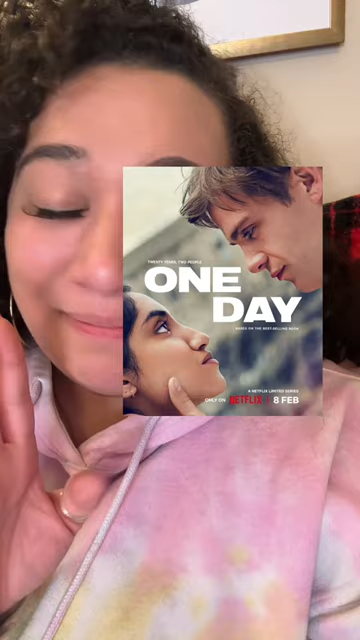 TWENTY YEARS, TWO PEOPLE
ONE
DAY
BASED ON THE BEST-SELLING BOOK
A NETFLIX LIMITED SERIES
ONLY ON NETFLIX | 8 FEB